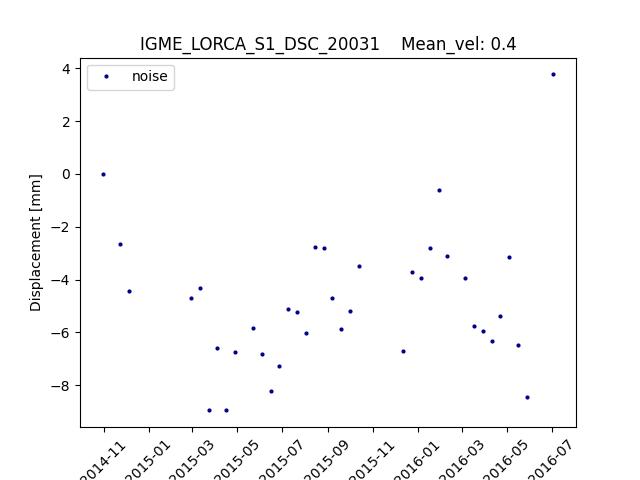 IGME_LORCA_S1_DSC_20031    Mean_vel: 0.4
noise
Displacement [mm]
4
2
0
−2
−4
−6
−8
2014-11 2015-01 2015-03 2015-05 2015-07 2015-09 2015-11 2016-01 2016-03 2016-05 2016-07